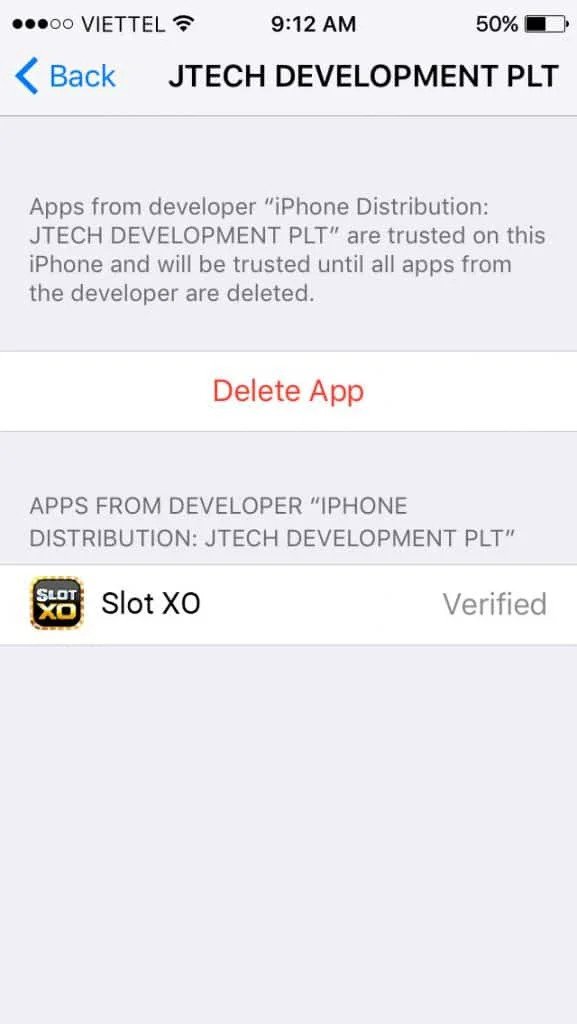 VIETTEL 9:12 AM 50%
Back JTECH DEVELOPMENT PLT
Apps from developer “iPhone Distribution:
JTECH DEVELOPMENT PLT” are trusted on this
iPhone and will be trusted until all apps from
the developer are deleted.
Delete App
APPS FROM DEVELOPER “IPHONE
DISTRIBUTION: JTECH DEVELOPMENT PLT”
SLOT
XO
Slot XO Verified